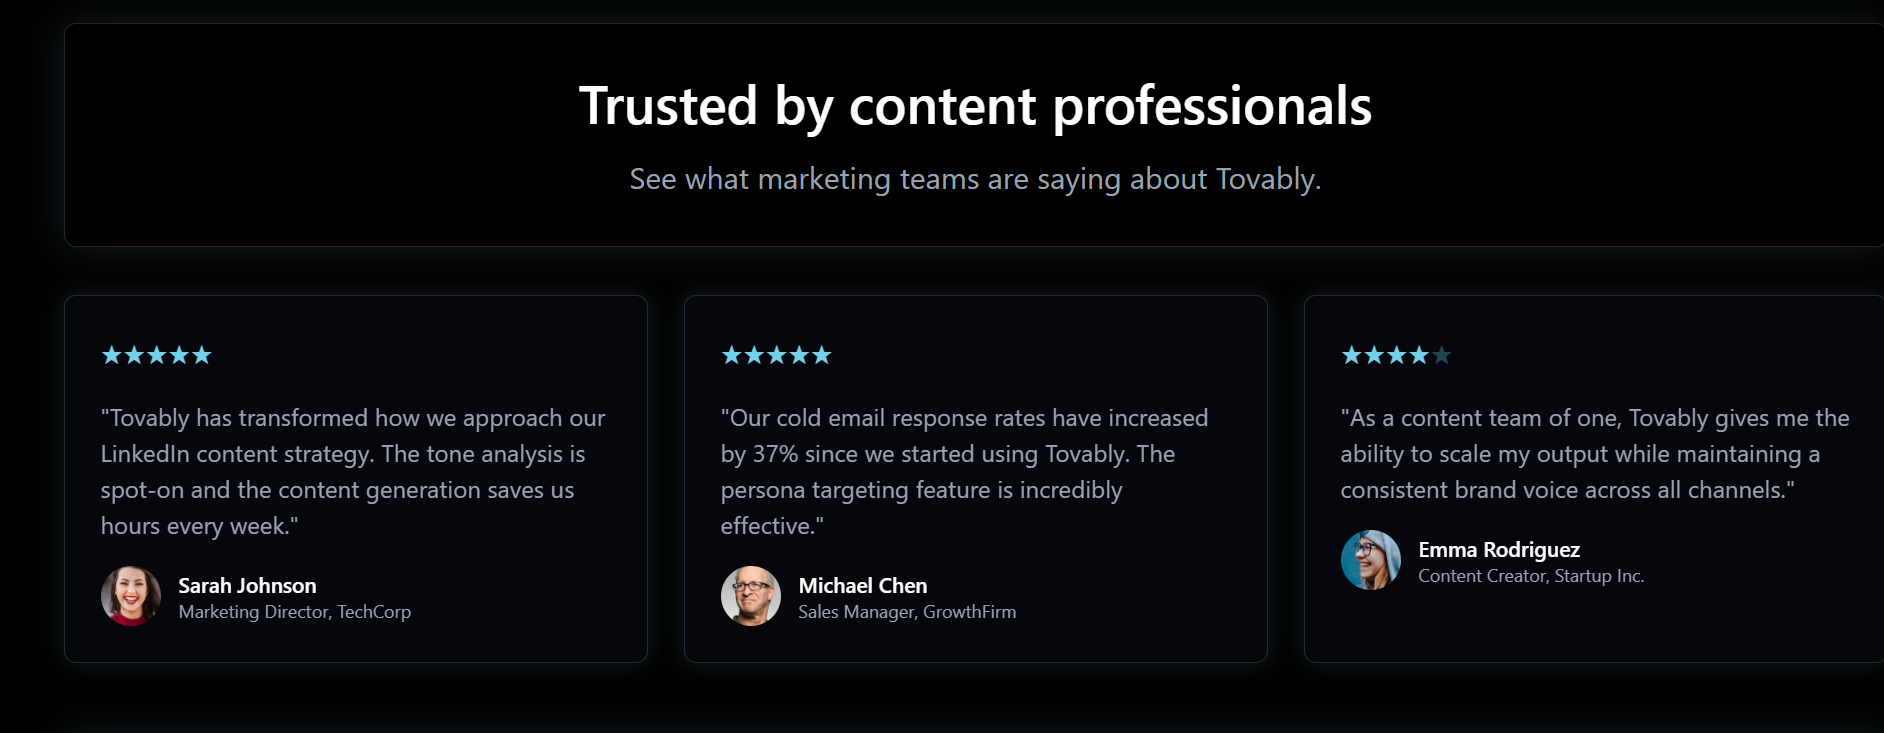 Trusted by content professionals
See what marketing teams are saying about Tovably.
"Tovably has transformed how we approach our
LinkedIn content strategy. The tone analysis is
spot-on and the content generation saves us
hours every week."
Sarah Johnson
Marketing Director, TechCorp
"Our cold email response rates have increased
by 37% since we started using Tovably. The
persona targeting feature is incredibly
effective."
Michael Chen
Sales Manager, GrowthFirm
"As a content team of one, Tovably gives me the
ability to scale my output while maintaining a
consistent brand voice across all channels."
Emma Rodriguez
Content Creator, Startup Inc.